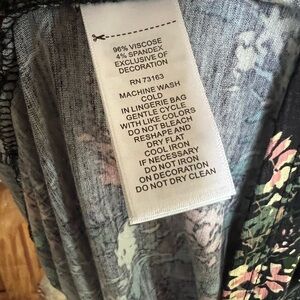 96% VISCOSE
4% SPANDEX
EXCLUSIVE OF
DECORATION
RN 73163
MACHINE WASH
COLD
IN LINGERIE BAG
GENTLE CYCLE
WITH LIKE COLORS
DO NOT BLEACH
RESHAPE AND
DRY FLAT
COOL IRON
IF NECESSARY
DO NOT IRON
ON DECORATION
DO NOT DRY CLEAN